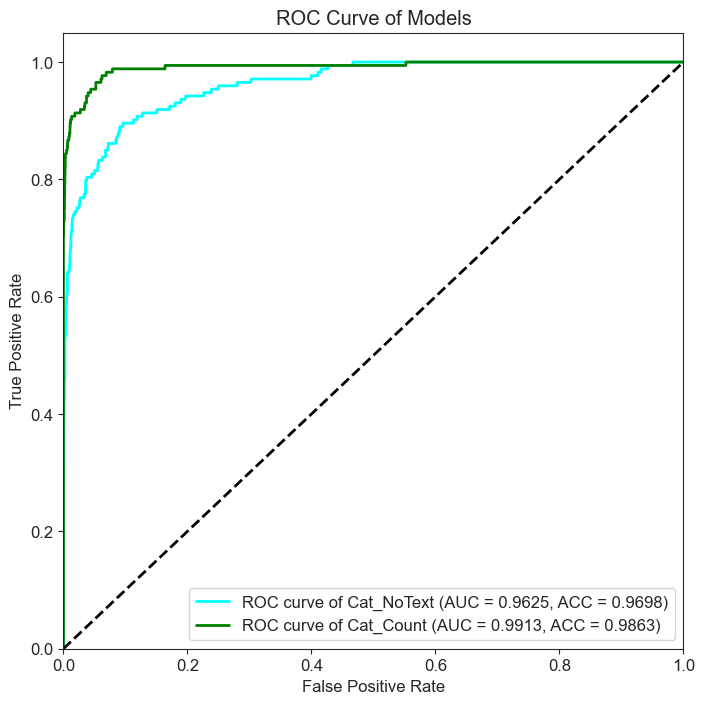 ROC Curve of Models
True Positive Rate
1.0
0.8
0.6
0.4
0.2
0.0
ROC curve of Cat_NoText (AUC = 0.9625, ACC = 0.9698)
ROC curve of Cat_Count (AUC = 0.9913, ACC = 0.9863)
0.0 0.2 0.4 0.6 0.8 1.0
False Positive Rate